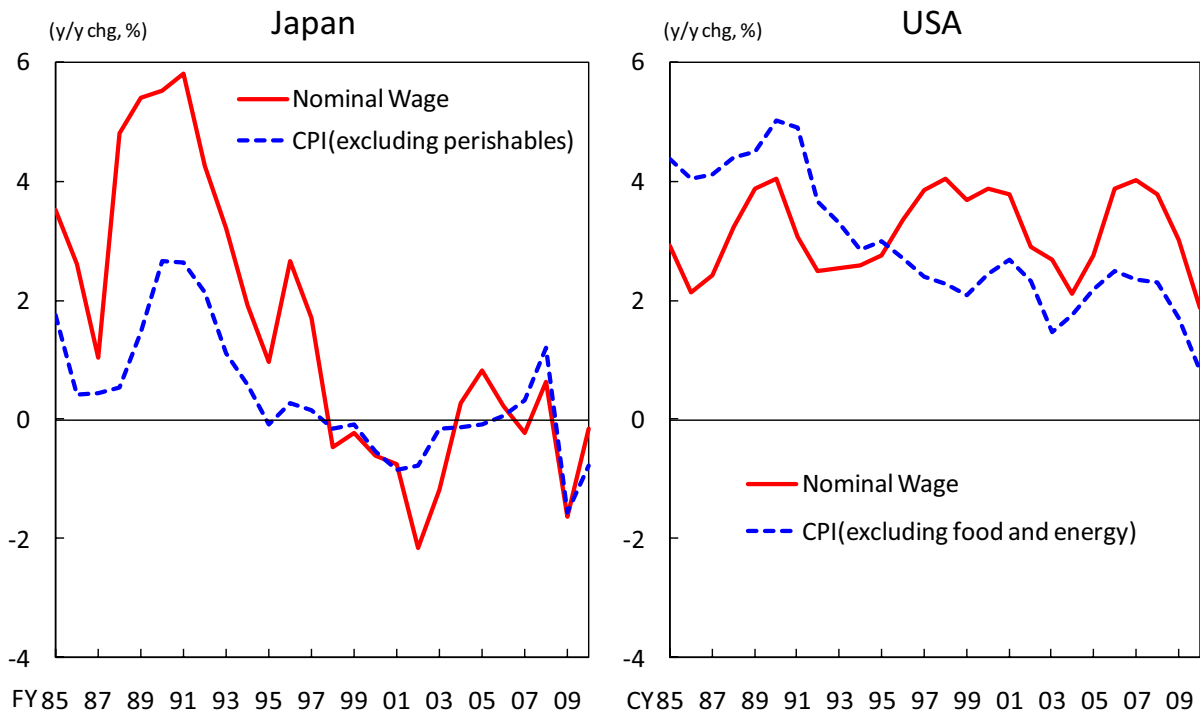 Japan
(y/y chg, %)
6
4
2
0
-2
-4
Nominal Wage
CPI(excluding perishables)
FY 85 87 89 91 93 95 97 99 01 03 05 07 09
USA
(y/y chg, %)
6
4
2
0
-2
-4
Nominal Wage
CPI(excluding food and energy)
CY 85 87 89 91 93 95 97 99 01 03 05 07 09